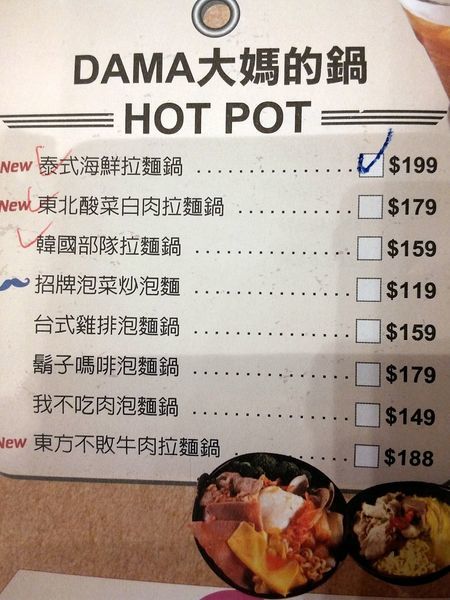 DAMA大媽的鍋
HOT POT
New 泰式海鮮拉麵鍋 .................... $199
New 東北酸菜白肉拉麵鍋 ................ $179
韓國部隊拉麵鍋 .................... $159
招牌泡菜炒泡麵 .................... $119
台式雞排泡麵鍋 .................... $159
鬍子嗎啡泡麵鍋 .................... $179
我不吃肉泡麵鍋 .................... $149
New 東方不敗牛肉拉麵鍋 ................ $188